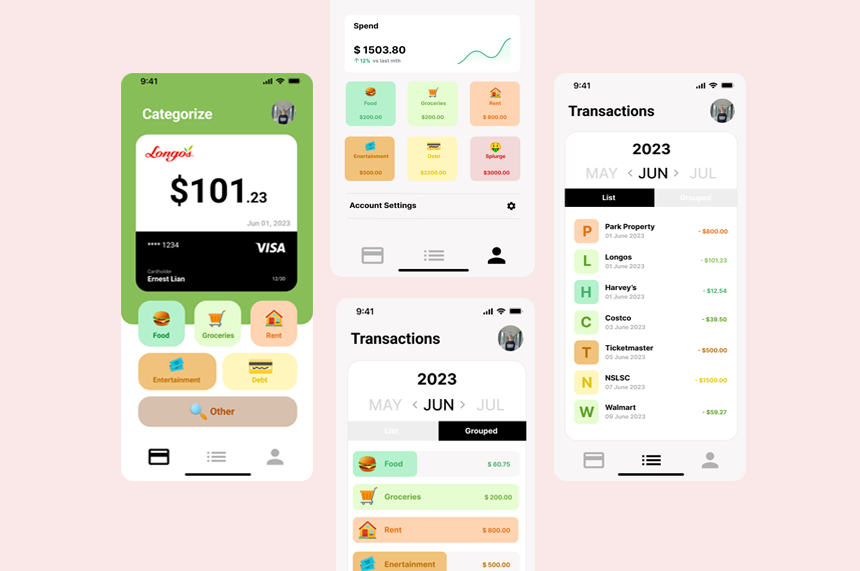 9:41
Categorize
Longo's
$101.23
Jun 01, 2023
**** 1234
VISA
Cardholder
Ernest Lian
12/30
Food
Groceries
Rent
Entertainment
Debt
Other
Spend
$ 1503.80
↑ 12% vs last mth
Food
$200.00
Groceries
$200.00
Rent
$ 800.00
Enertainment
$500.00
Debt
$2200.00
Splurge
$3000.00
Account Settings
9:41
Transactions
2023
MAY < JUN > JUL
List
Grouped
Food
$ 60.75
Groceries
$ 200.00
Rent
$ 800.00
Enertainment
$ 500.00
9:41
Transactions
2023
MAY < JUN > JUL
List
Grouped
P
Park Property
01 June 2023
- $800.00
L
Longos
01 June 2023
- $101.23
H
Harvey's
01 June 2023
- $12.54
C
Costco
03 June 2023
- $39.50
T
Ticketmaster
05 June 2023
- $500.00
N
NSLSC
07 June 2023
- $1500.00
W
Walmart
09 June 2023
- $59.27